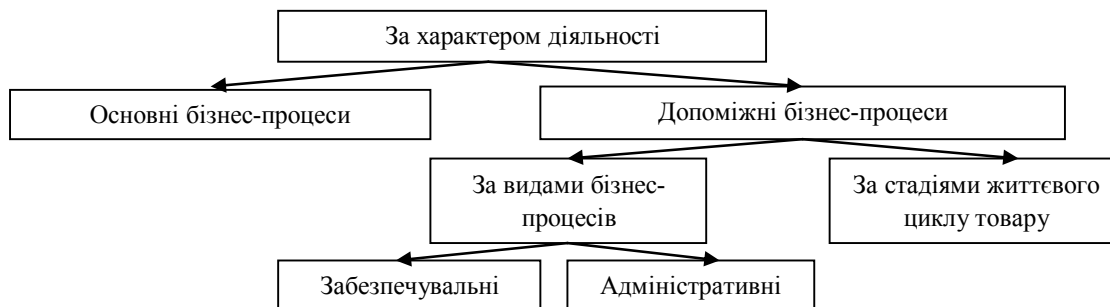 За характером діяльності
Основні бізнес-процеси
Допоміжні бізнес-процеси
За видами бізнес-
процесів
За стадіями життєвого
циклу товару
Забезпечувальні
Адміністративні